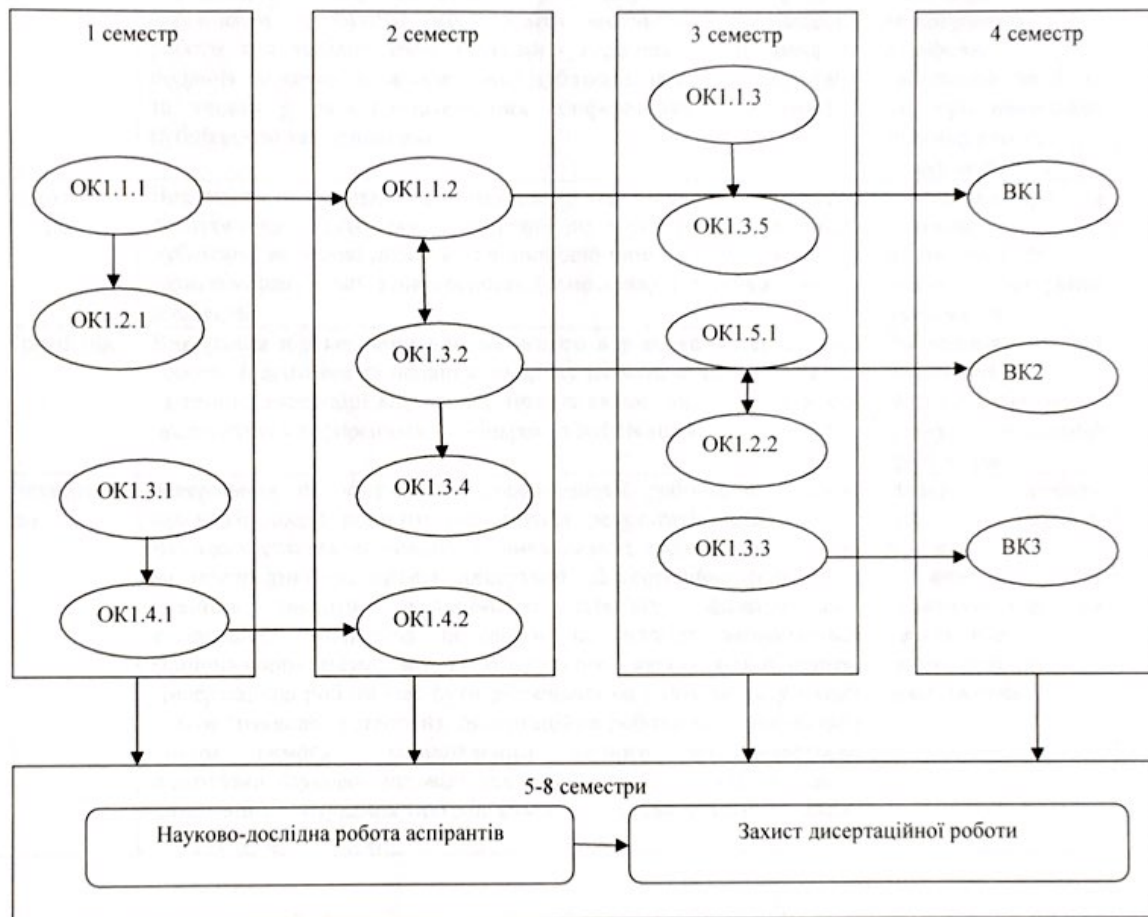 1 семестр
2 семестр
3 семестр
4 семестр
ОК1.1.1
ОК1.2.1
ОК1.3.1
ОК1.4.1
ОК1.1.2
ОК1.3.2
ОК1.3.4
ОК1.4.2
ОК1.1.3
ОК1.3.5
ОК1.5.1
ОК1.2.2
ОК1.3.3
ВК1
ВК2
ВК3
5-8 семестри
Науково-дослідна робота аспірантів
Захист дисертаційної роботи